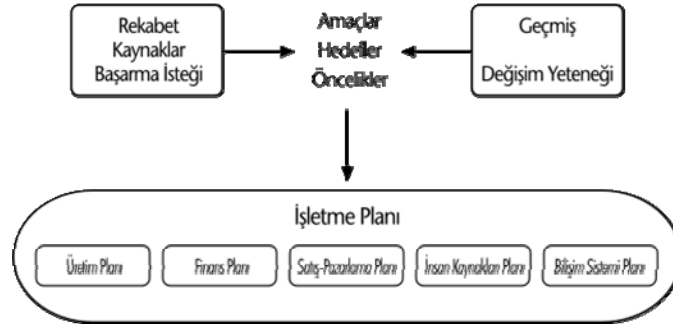 Rekabet
Kaynaklar
Başarma İsteği
Amaçlar
Hedefler
Öncelikler
Geçmiş
Değişim Yeteneği
İşletme Planı
Üretim Planı
Finans Planı
Satış-Pazarlama Planı
İnsan Kaynakları Planı
Bilişim Sistemi Planı